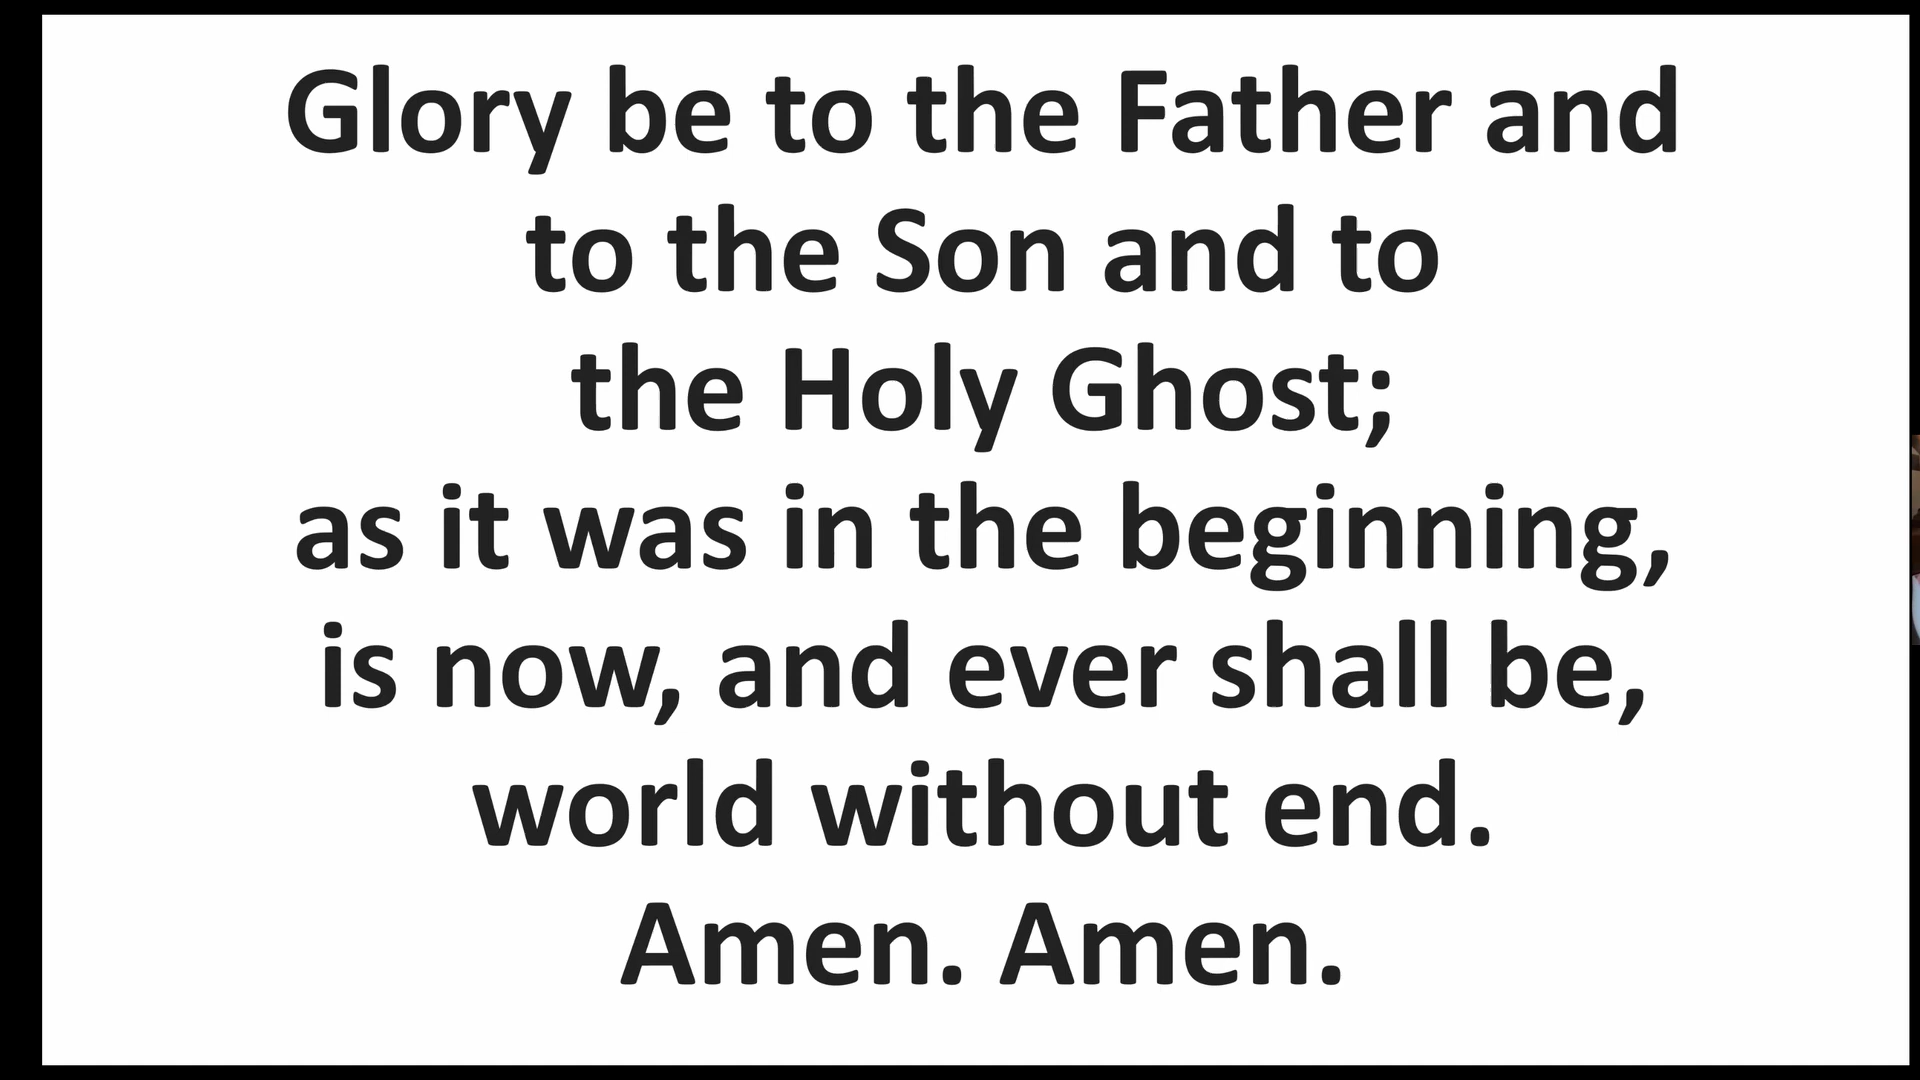 Glory be to the Father and
to the Son and to
the Holy Ghost;
as it was in the beginning,
is now, and ever shall be,
world without end.
Amen. Amen.